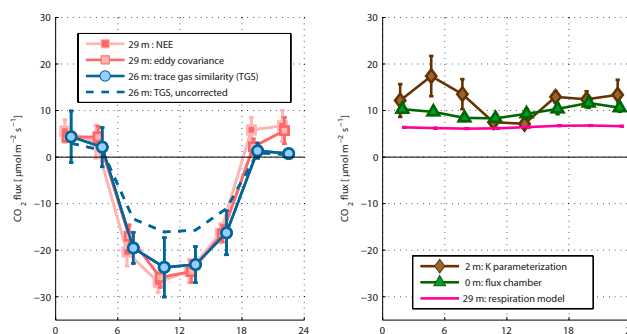 30
20
10
0
−10
−20
−30
CO2 flux [ μmol m−2 s−1 ]
29 m : NEE
29 m: eddy covariance
26 m: trace gas similarity (TGS)
26 m: TGS, uncorrected
0 6 12 18 24
30
20
10
0
−10
−20
−30
CO2 flux [ μmol m−2 s−1 ]
2 m: K parameterization
0 m: flux chamber
29 m: respiration model
0 6 12 18 24